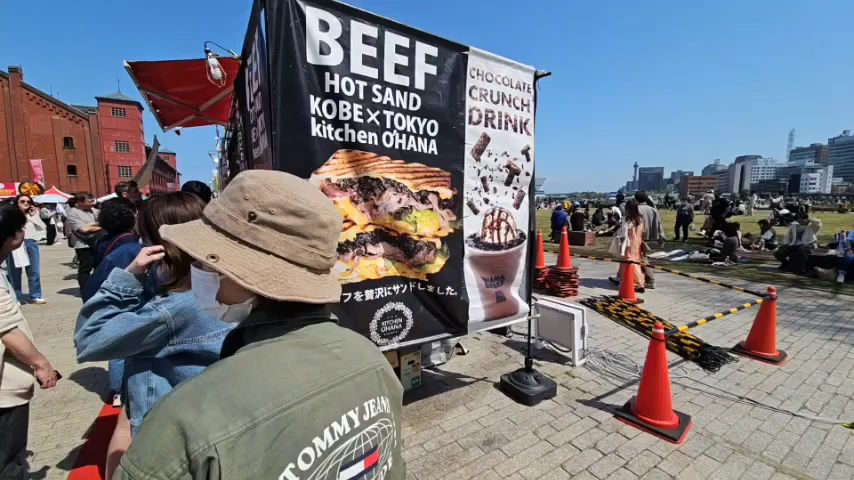 BEEF
HOT SAND
KOBE×TOKYO
kitchen O'HANA
フを贅沢にサンドしました。
KITCHEN
OHANA
CHOCOLATE
CRUNCH
DRINK
TOMMY JEANS